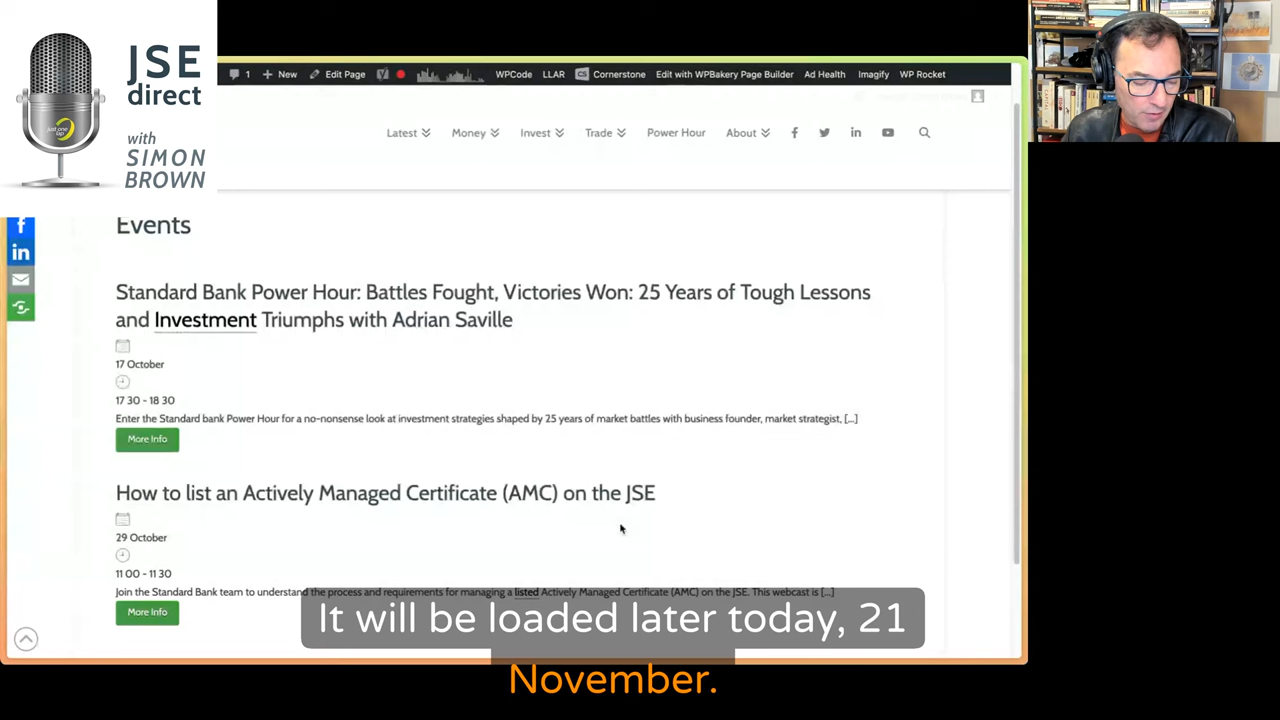 JSE
direct
with
SIMON
BROWN
just one
lap
1
New
Edit Page
WPCode
LLAR
CS
Cornerstone
Edit with WPBakery Page Builder
Ad Health
Imagify
WP Rocket
Latest
Money
Invest
Trade
Power Hour
About
Events
Standard Bank Power Hour: Battles Fought, Victories Won: 25 Years of Tough Lessons
and Investment Triumphs with Adrian Saville
17 October
17 30 - 18 30
Enter the Standard bank Power Hour for a no-nonsense look at investment strategies shaped by 25 years of market battles with business founder, market strategist, [...]
More Info
How to list an Actively Managed Certificate (AMC) on the JSE
29 October
11 00 - 11 30
Join the Standard Bank team to understand the process and requirements for managing a listed Actively Managed Certificate (AMC) on the JSE. This webcast is [...]
More Info
It will be loaded later today, 21
November.